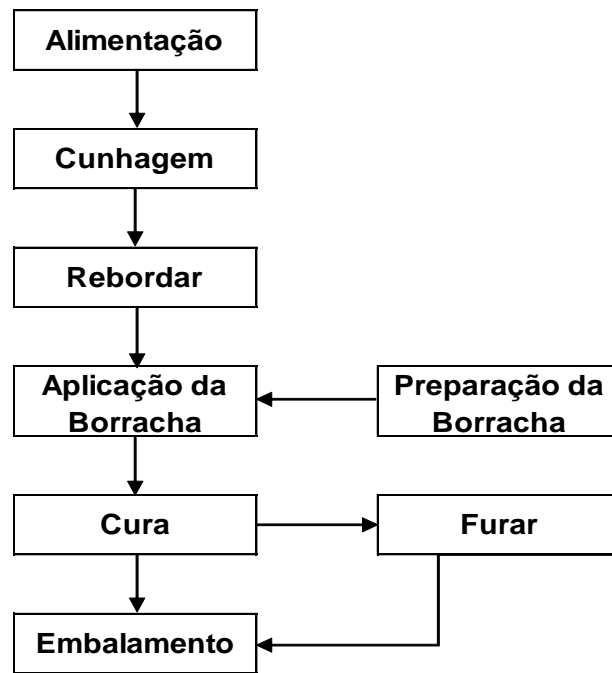 Alimentação
Cunhagem
Rebordar
Aplicação da
Borracha
Preparação da
Borracha
Cura
Furar
Embalamento